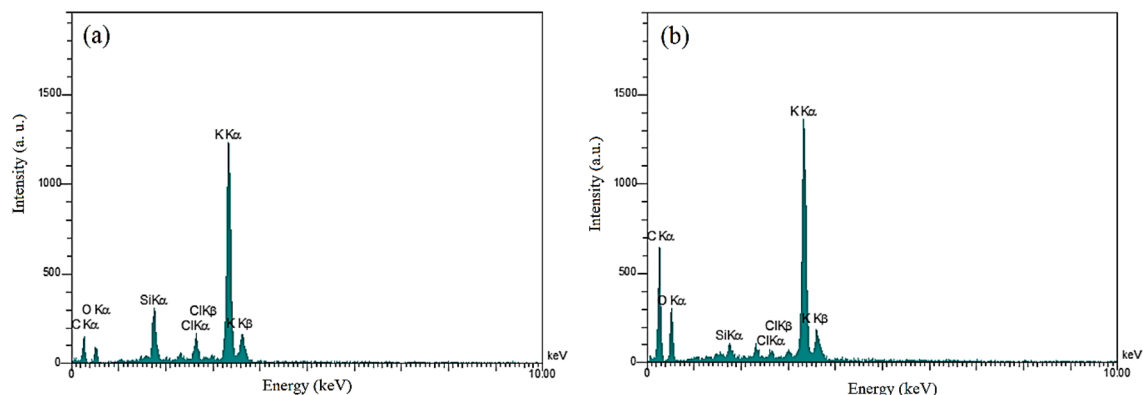 (a)
Intensity (a. u.)
1500
1000
500
0
K Kα
SiKα
ClKβ
ClKα
K Kβ
O Kα
C Kα
keV
0
10.00
Energy (keV)
(b)
Intensity (a.u.)
1500
1000
500
0
K Kα
C Kα
O Kα
SiKα
ClKβ
ClKα
K Kβ
keV
0
10.00
Energy (keV)